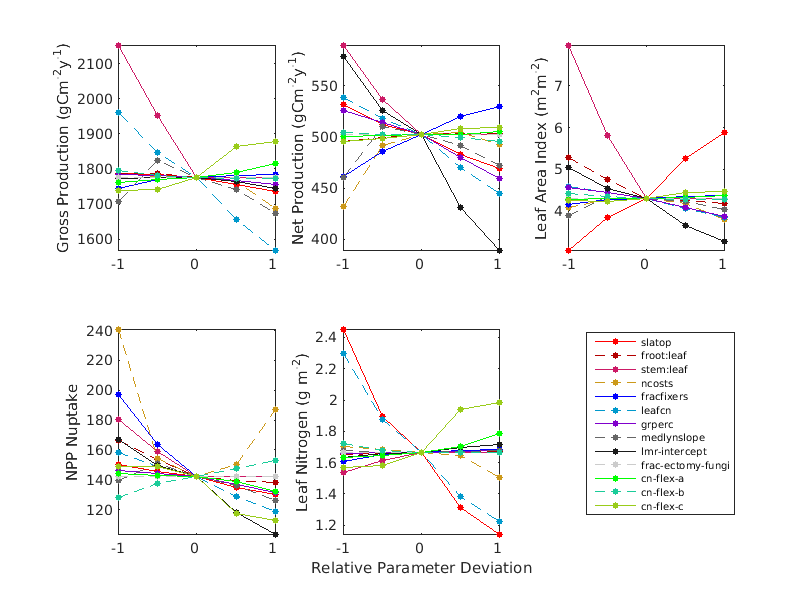 Gross Production (gCm⁻²y⁻¹)
2100
2000
1900
1800
1700
1600
-1 0 1
Net Production (gCm⁻²y⁻¹)
550
500
450
400
-1 0 1
Leaf Area Index (m²m⁻²)
7
6
5
4
-1 0 1
NPP Nuptake
240
220
200
180
160
140
120
-1 0 1
Leaf Nitrogen (g m⁻²)
2.4
2.2
2
1.8
1.6
1.4
1.2
-1 0 1
Relative Parameter Deviation
slatop
froot:leaf
stem:leaf
ncosts
fracfixers
leafcn
grperc
medlynslope
lmr-intercept
frac-ectomy-fungi
cn-flex-a
cn-flex-b
cn-flex-c